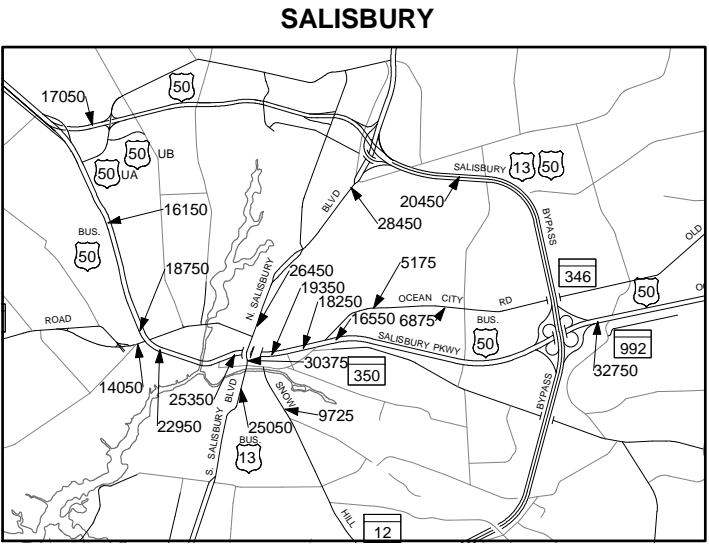 SALISBURY
17050
50
50 UB
50 UA
SALISBURY
13 50
20450
BLVD
28450
16150
BUS.
50
BYPASS
OLD
N. SALISBURY
26450
5175
346
18750
19350
18250
OCEAN CITY RD
50
16550
6875
BUS.
50
ROAD
SALISBURY PKWY
992
30375
350
32750
14050
25350
BLVD
SNOW
9725
BYPASS
22950
S. SALISBURY
25050
BUS.
13
HILL
12